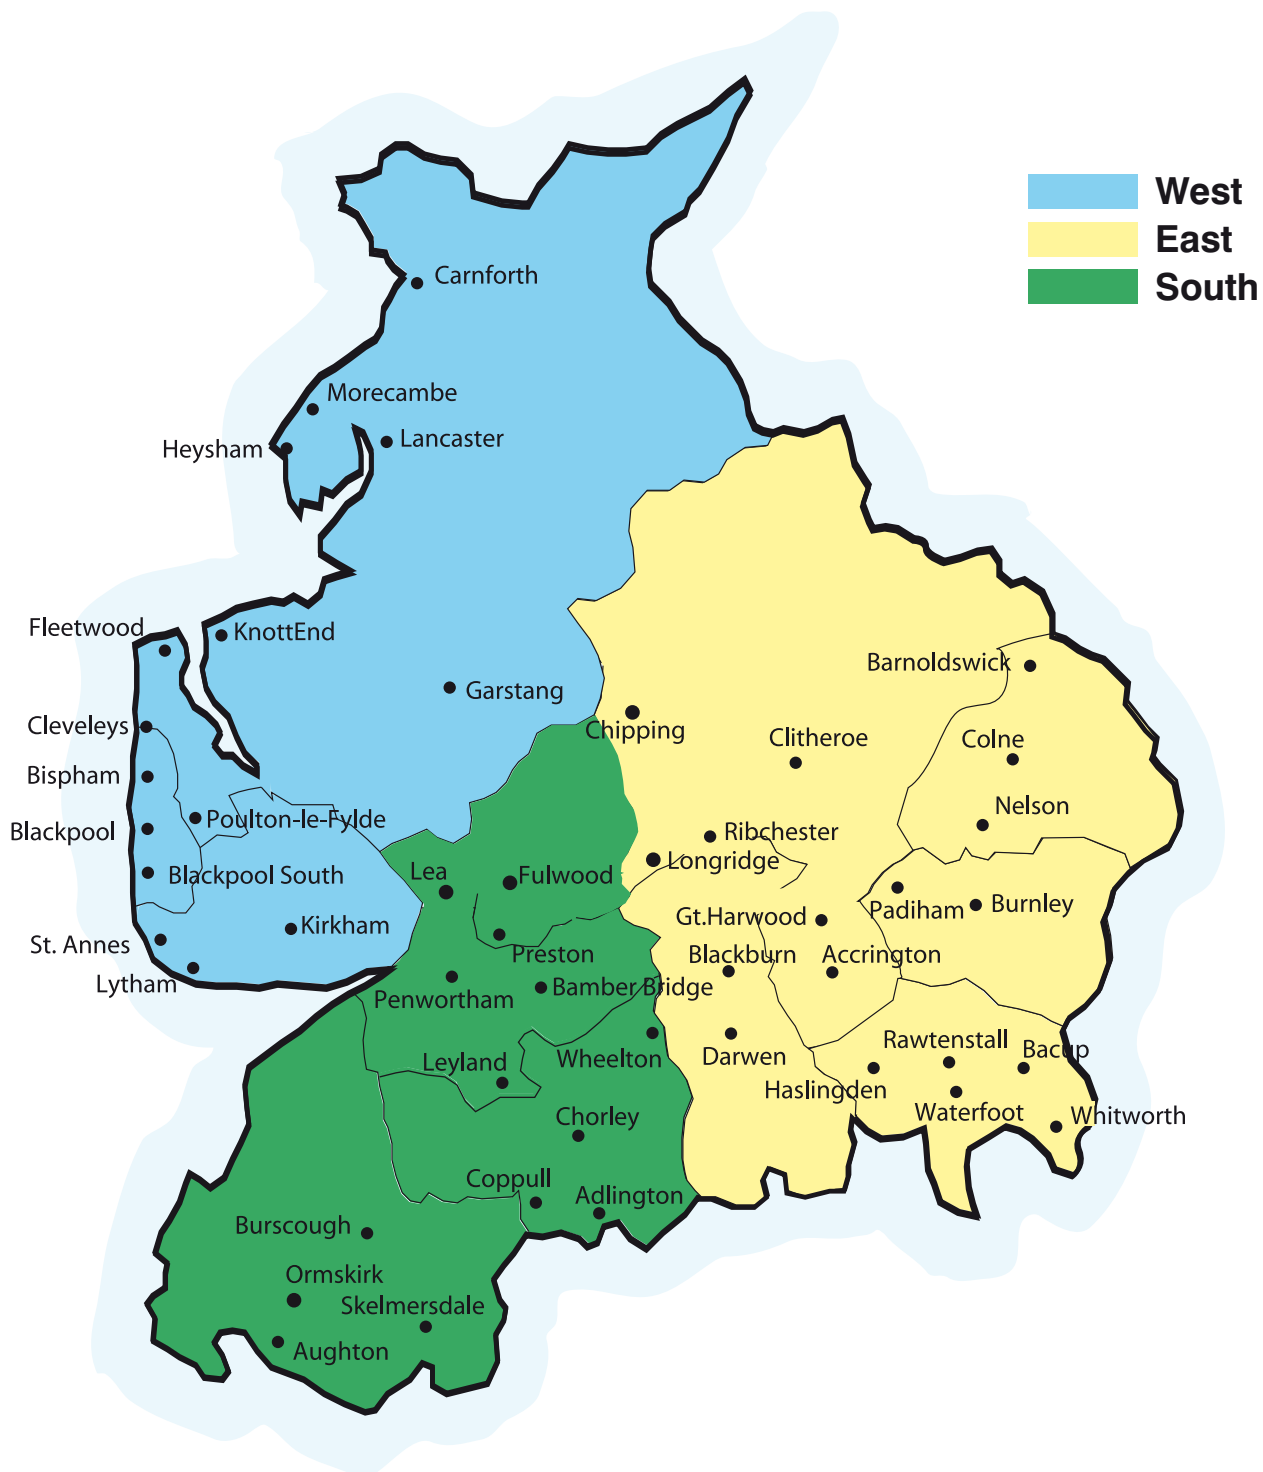 West
East
South
Carnforth
Morecambe
Heysham
Lancaster
Fleetwood
KnottEnd
Barnoldswick
Garstang
Cleveleys
Chipping
Clitheroe
Colne
Bispham
Nelson
Poulton-le-Fylde
Blackpool
Ribchester
Longridge
Lea
Fulwood
Blackpool South
Padiham
Burnley
Gt.Harwood
Kirkham
St. Annes
Preston
Blackburn
Accrington
Lytham
Penwortham
Bamber Bridge
Rawtenstall
Bacup
Leyland
Wheelton
Darwen
Haslingden
Waterfoot
Whitworth
Chorley
Coppull
Adlington
Burscough
Ormskirk
Skelmersdale
Aughton